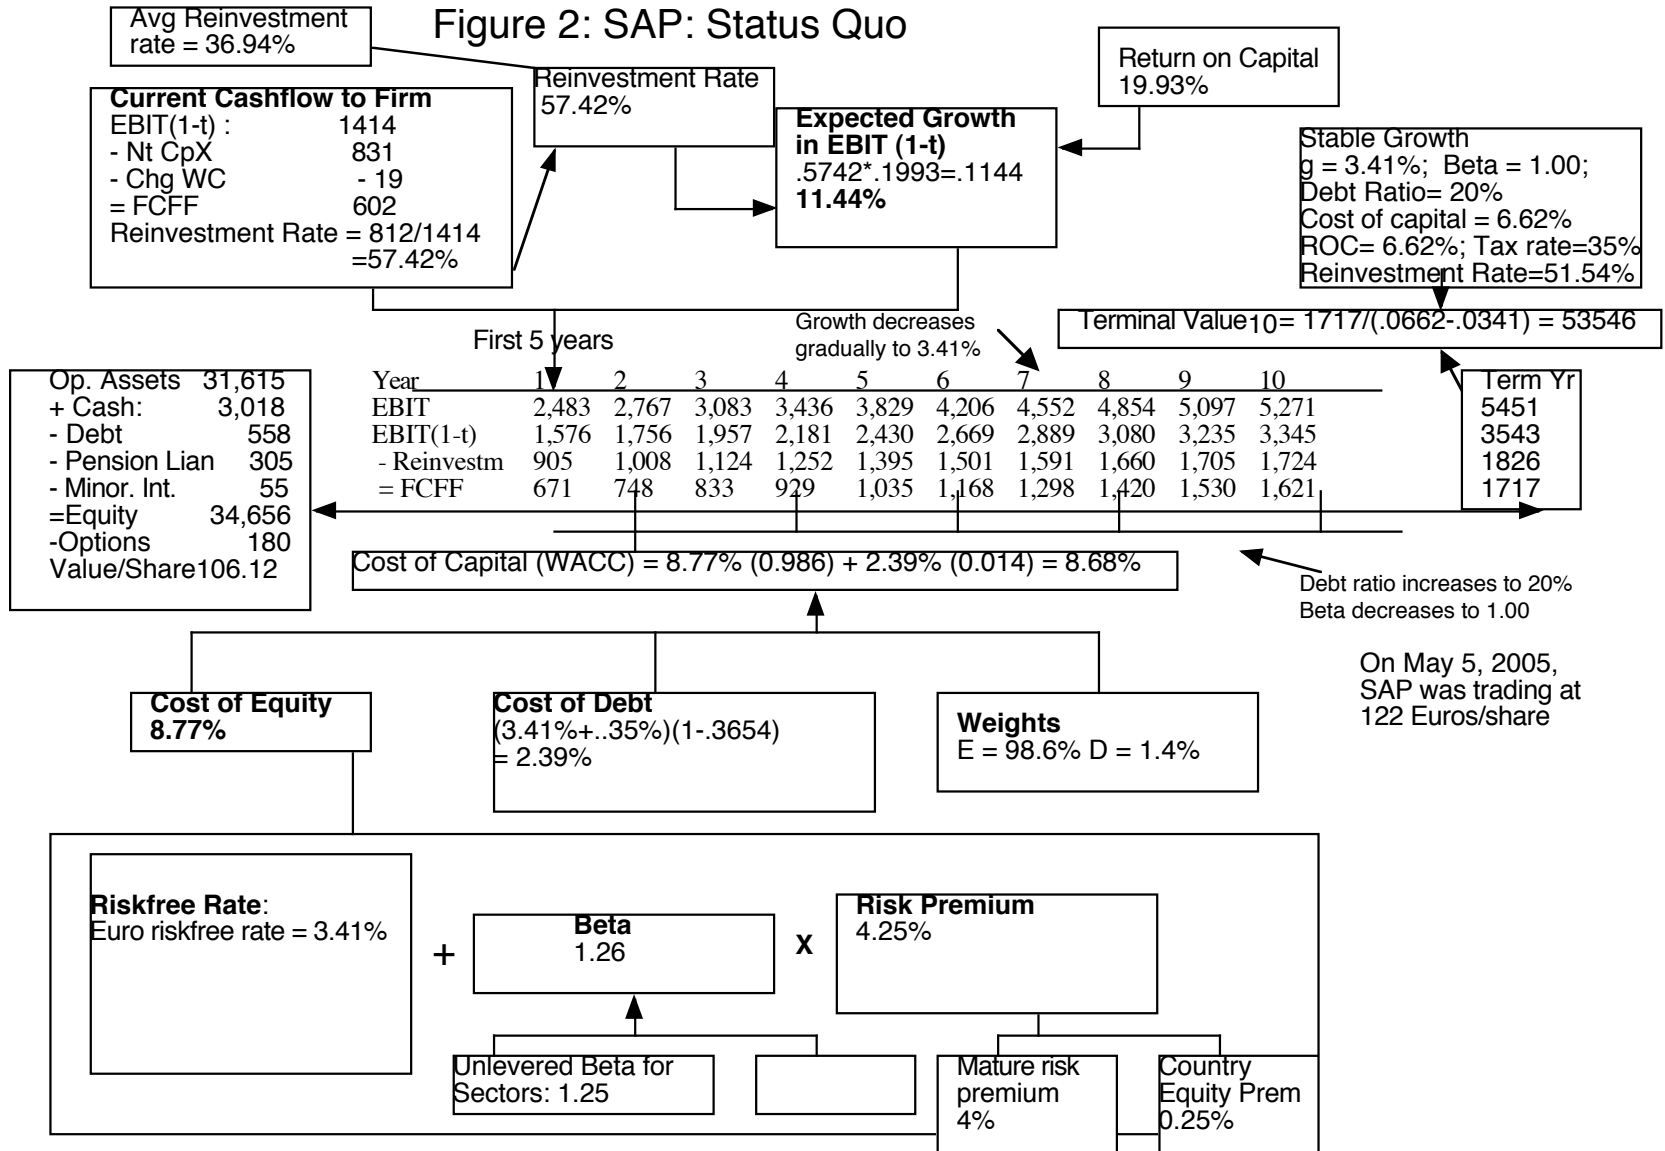 Figure 2: SAP: Status Quo
Avg Reinvestment
rate = 36.94%
Reinvestment Rate
57.42%
Return on Capital
19.93%
Current Cashflow to Firm
EBIT(1-t) : 1414
- Nt CpX 831
- Chg WC - 19
= FCFF 602
Reinvestment Rate = 812/1414
=57.42%
Expected Growth
in EBIT (1-t)
.5742*.1993=.1144
11.44%
Stable Growth
g = 3.41%; Beta = 1.00;
Debt Ratio= 20%
Cost of capital = 6.62%
ROC= 6.62%; Tax rate=35%
Reinvestment Rate=51.54%
Terminal Value10= 1717/(.0662-.0341) = 53546
First 5 years
Growth decreases
gradually to 3.41%
Op. Assets 31,615
+ Cash: 3,018
- Debt 558
- Pension Lian 305
- Minor. Int. 55
=Equity 34,656
-Options 180
Value/Share106.12
Year 1 2 3 4 5 6 7 8 9 10
EBIT 2,483 2,767 3,083 3,436 3,829 4,206 4,552 4,854 5,097 5,271
EBIT(1-t) 1,576 1,756 1,957 2,181 2,430 2,669 2,889 3,080 3,235 3,345
- Reinvestm 905 1,008 1,124 1,252 1,395 1,501 1,591 1,660 1,705 1,724
= FCFF 671 748 833 929 1,035 1,168 1,298 1,420 1,530 1,621
Term Yr
5451
3543
1826
1717
Cost of Capital (WACC) = 8.77% (0.986) + 2.39% (0.014) = 8.68%
Debt ratio increases to 20%
Beta decreases to 1.00
On May 5, 2005,
SAP was trading at
122 Euros/share
Cost of Equity
8.77%
Cost of Debt
(3.41%+..35%)(1-.3654)
= 2.39%
Weights
E = 98.6% D = 1.4%
Riskfree Rate:
Euro riskfree rate = 3.41%
+
Beta
1.26
X
Risk Premium
4.25%
Unlevered Beta for
Sectors: 1.25
Mature risk
premium
4%
Country
Equity Prem
0.25%